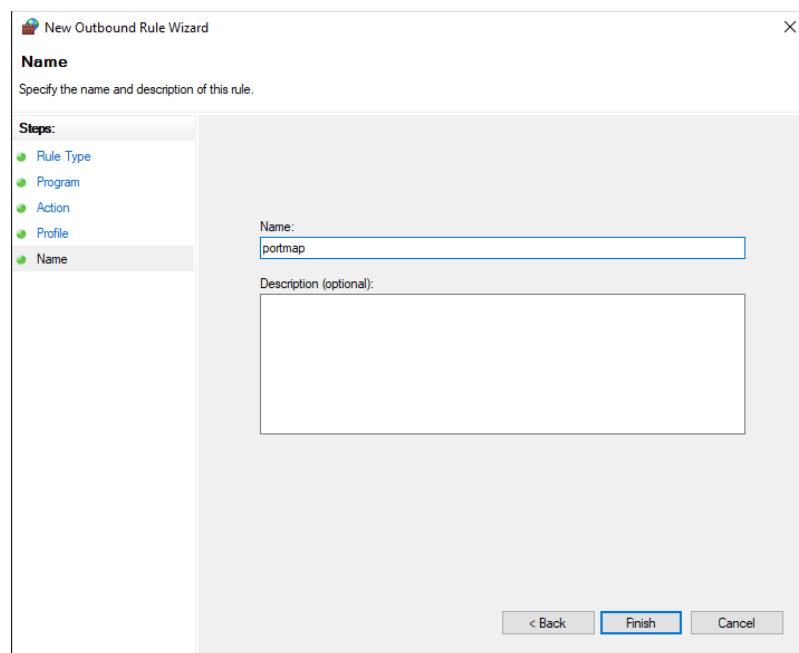 New Outbound Rule Wizard
Name
Specify the name and description of this rule.
Steps:
Rule Type
Program
Action
Profile
Name
Name:
portmap
Description (optional):
< Back
Finish
Cancel